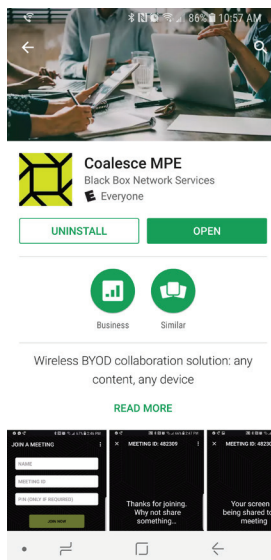 86% 10:57 AM
Coalesce MPE
Black Box Network Services
E Everyone
UNINSTALL
OPEN
Business
Similar
Wireless BYOD collaboration solution: any
content, any device
READ MORE
JOIN A MEETING
NAME
MEETING ID
PIN (ONLY IF REQUIRED)
JOIN NOW
MEETING ID: 482309
Thanks for joining.
Why not share
something...
MEETING ID: 48230
Your screen
being shared to
meeting